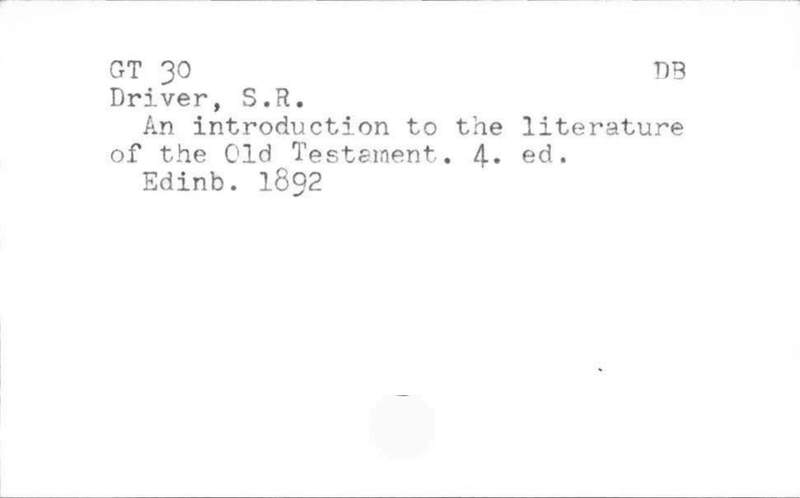 GT 30 DB
Driver, S.R.
An introduction to the literature
of the Old Testament. 4. ed.
Edinb. 1892